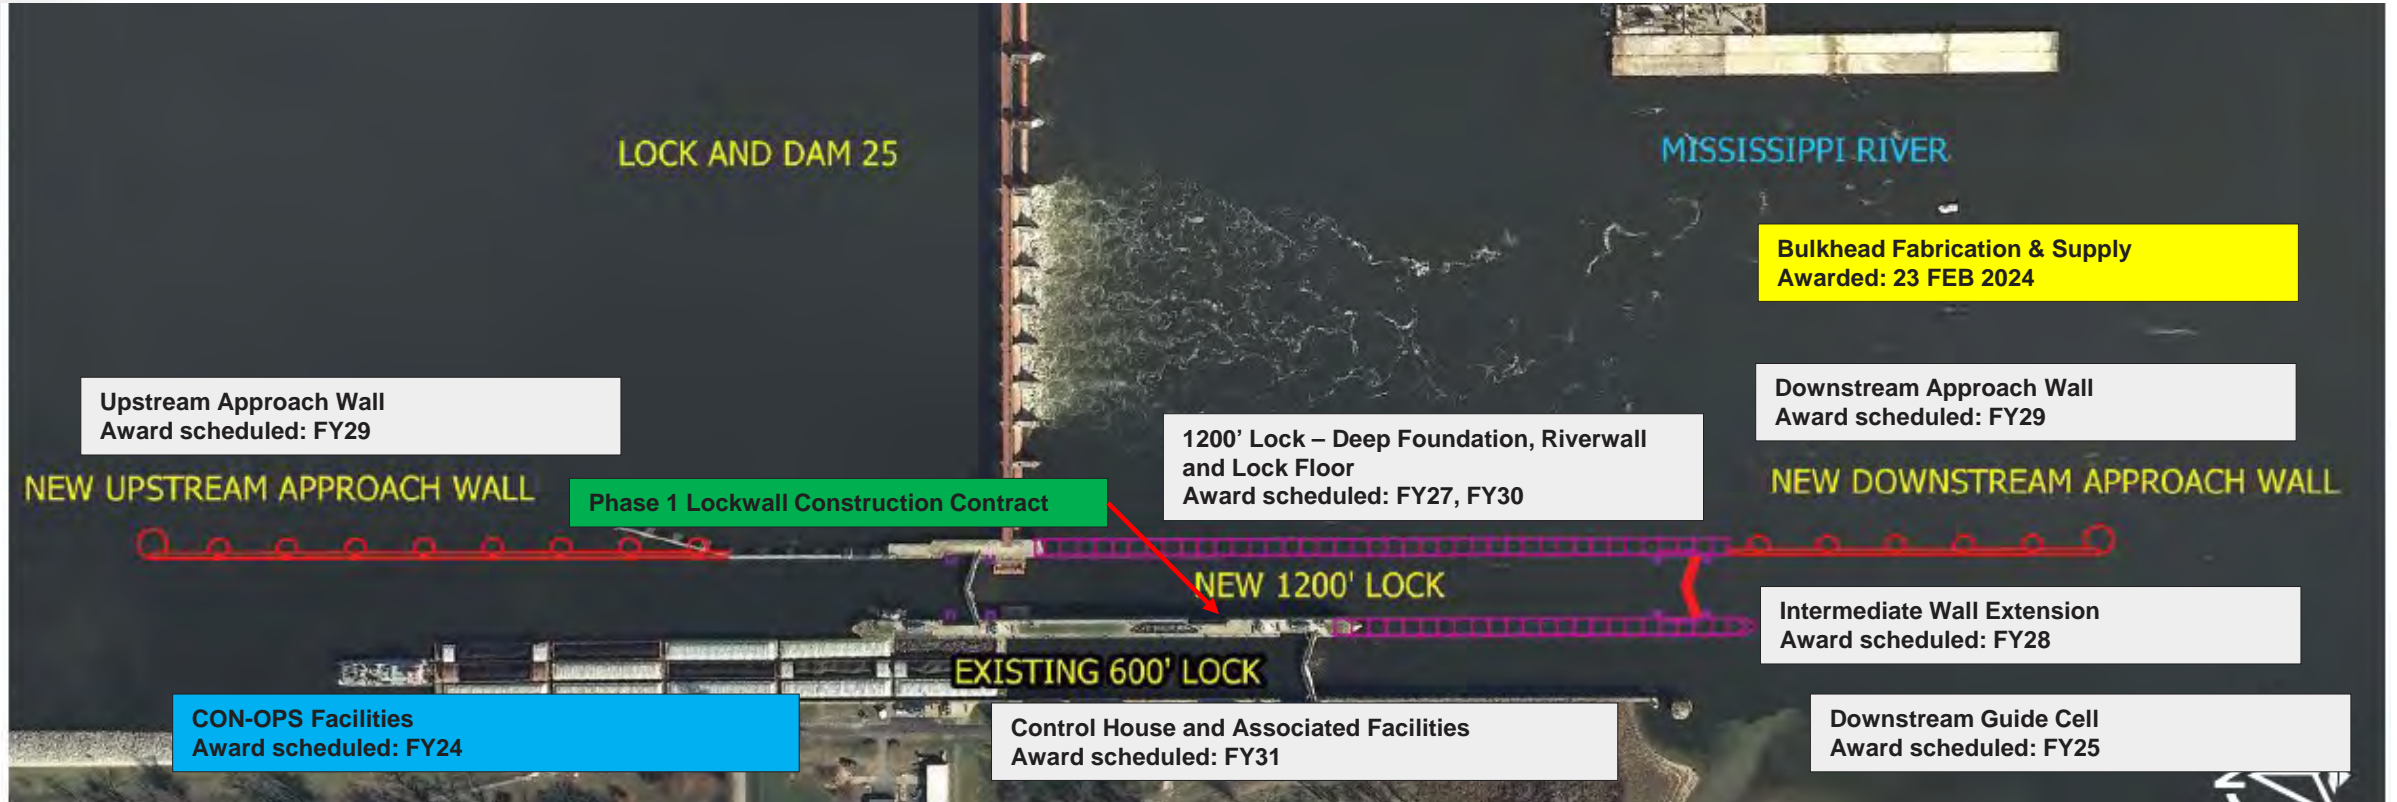 LOCK AND DAM 25
MISSISSIPPI RIVER
Bulkhead Fabrication & Supply
Awarded: 23 FEB 2024
Upstream Approach Wall
Award scheduled: FY29
Downstream Approach Wall
Award scheduled: FY29
1200’ Lock – Deep Foundation, Riverwall
and Lock Floor
Award scheduled: FY27, FY30
NEW UPSTREAM APPROACH WALL
Phase 1 Lockwall Construction Contract
NEW DOWNSTREAM APPROACH WALL
NEW 1200' LOCK
Intermediate Wall Extension
Award scheduled: FY28
EXISTING 600' LOCK
CON-OPS Facilities
Award scheduled: FY24
Control House and Associated Facilities
Award scheduled: FY31
Downstream Guide Cell
Award scheduled: FY25